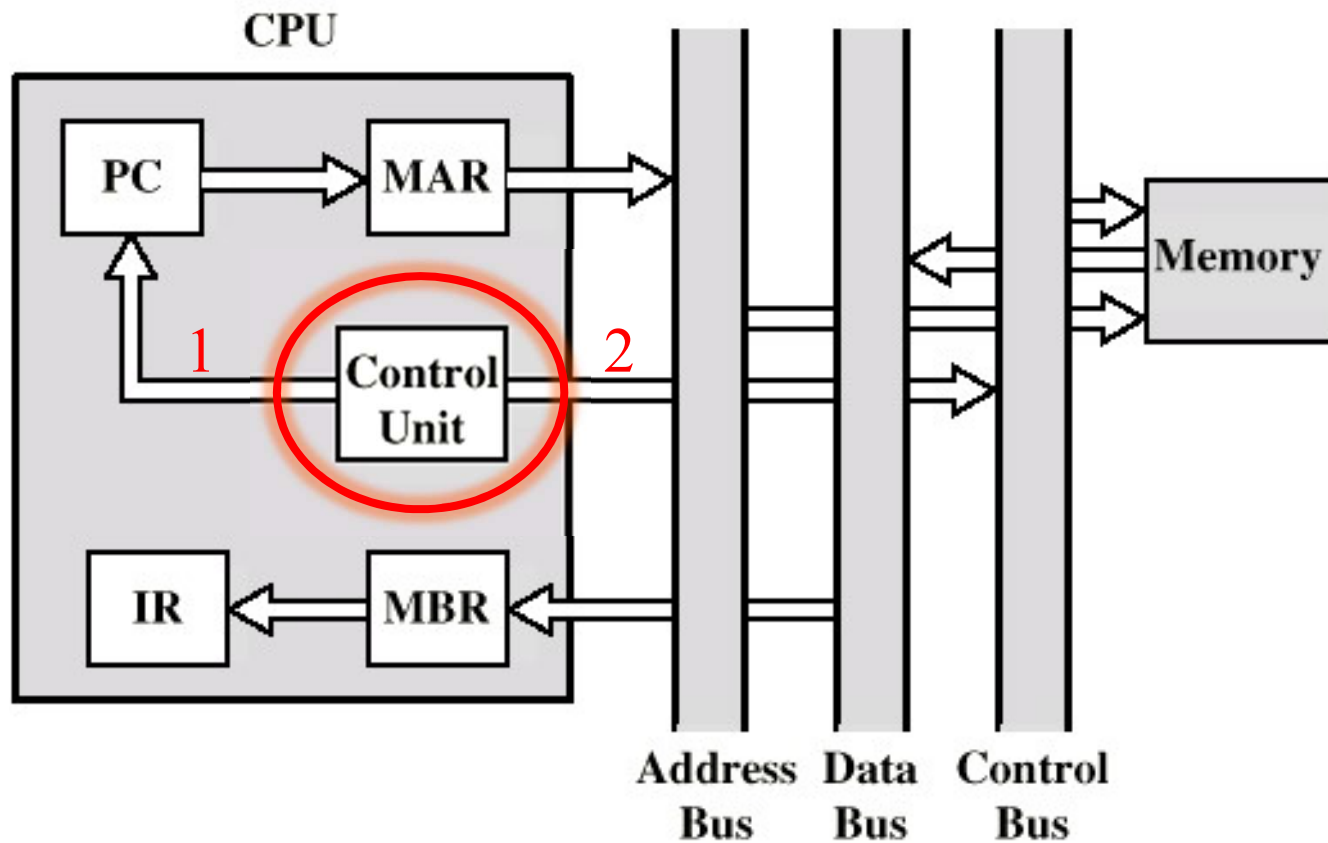 CPU
PC
MAR
Memory
1
2
Control
Unit
IR
MBR
Address
Bus
Data
Bus
Control
Bus